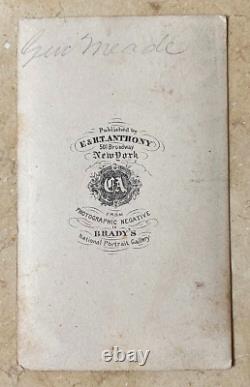 Gen Meade
Published by
E & H.T. ANTHONY
501 Broadway
New York
EA
FROM
PHOTOGRAPHIC NEGATIVE
IN
BRADY'S
National Portrait Gallery